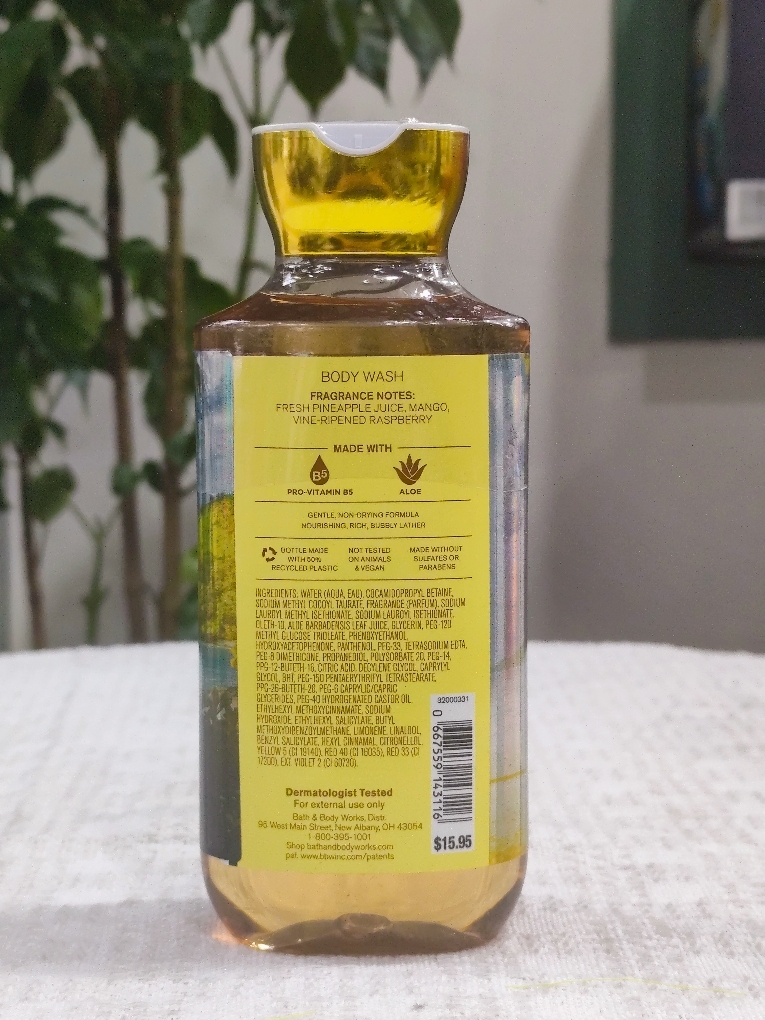 BODY WASH
FRAGRANCE NOTES:
FRESH PINEAPPLE JUICE, MANGO,
VINE-RIPENED RASPBERRY
MADE WITH
B5
PRO-VITAMIN B5
ALOE
GENTLE, NON-DRYING FORMULA
NOURISHING, RICH, BUBBLY LATHER
BOTTLE MADE
WITH 50%
RECYCLED PLASTIC
NOT TESTED
ON ANIMALS
& VEGAN
MADE WITHOUT
SULFATES OR
PARABENS
INGREDIENTS: WATER (AQUA, EAU), COCAMIDOPROPYL BETAINE,
SODIUM METHYL COCOYL TAURATE, FRAGRANCE (PARFUM), SODIUM
LAUROYL METHYL ISETHIONATE, SODIUM LAUROYL ISETHIONATE,
OLETH-10, ALOE BARBADENSIS LEAF JUICE, GLYCERIN, PEG-120
METHYL GLUCOSE TRIOLEATE, PHENOXYETHANOL,
HYDROXYACETOPHENONE, PANTHENOL, PEG-33, TETRASODIUM EDTA,
PEG-8 DIMETHICONE, PROPANEDIOL, POLYSORBATE 20, PEG-14,
PPG-12-BUTETH-16, CITRIC ACID, DECYLENE GLYCOL, CAPRYLYL
GLYCOL, BHT, PEG-150 PENTAERYTHRITYL TETRASTEARATE,
PPG-26-BUTETH-26, PEG-6 CAPRYLIC/CAPRIC
GLYCERIDES, PEG-40 HYDROGENATED CASTOR OIL,
ETHYLHEXYL METHOXYCINNAMATE, SODIUM
HYDROXIDE, ETHYLHEXYL SALICYLATE, BUTYL
METHOXYDIBENZOYLMETHANE, LIMONENE, LINALOOL,
BENZYL SALICYLATE, HEXYL CINNAMAL, CITRONELLOL,
YELLOW 5 (CI 19140), RED 40 (CI 16035), RED 33 (CI
17200), EXT. VIOLET 2 (CI 60730).
Dermatologist Tested
For external use only
Bath & Body Works, Distr.
95 West Main Street, New Albany, OH 43054
1-800-395-1001
Shop bathandbodyworks.com
pat. www.bbwinc.com/patents
32000331
0 667559 143116
$15.95